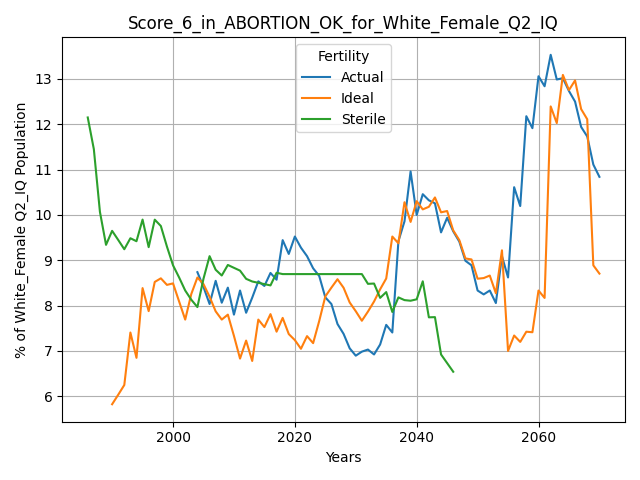 Score_6_in_ABORTION_OK_for_White_Female_Q2_IQ
Fertility
Actual
Ideal
Sterile
% of White_Female Q2_IQ Population
13
12
11
10
9
8
7
6
2000 2020 2040 2060
Years